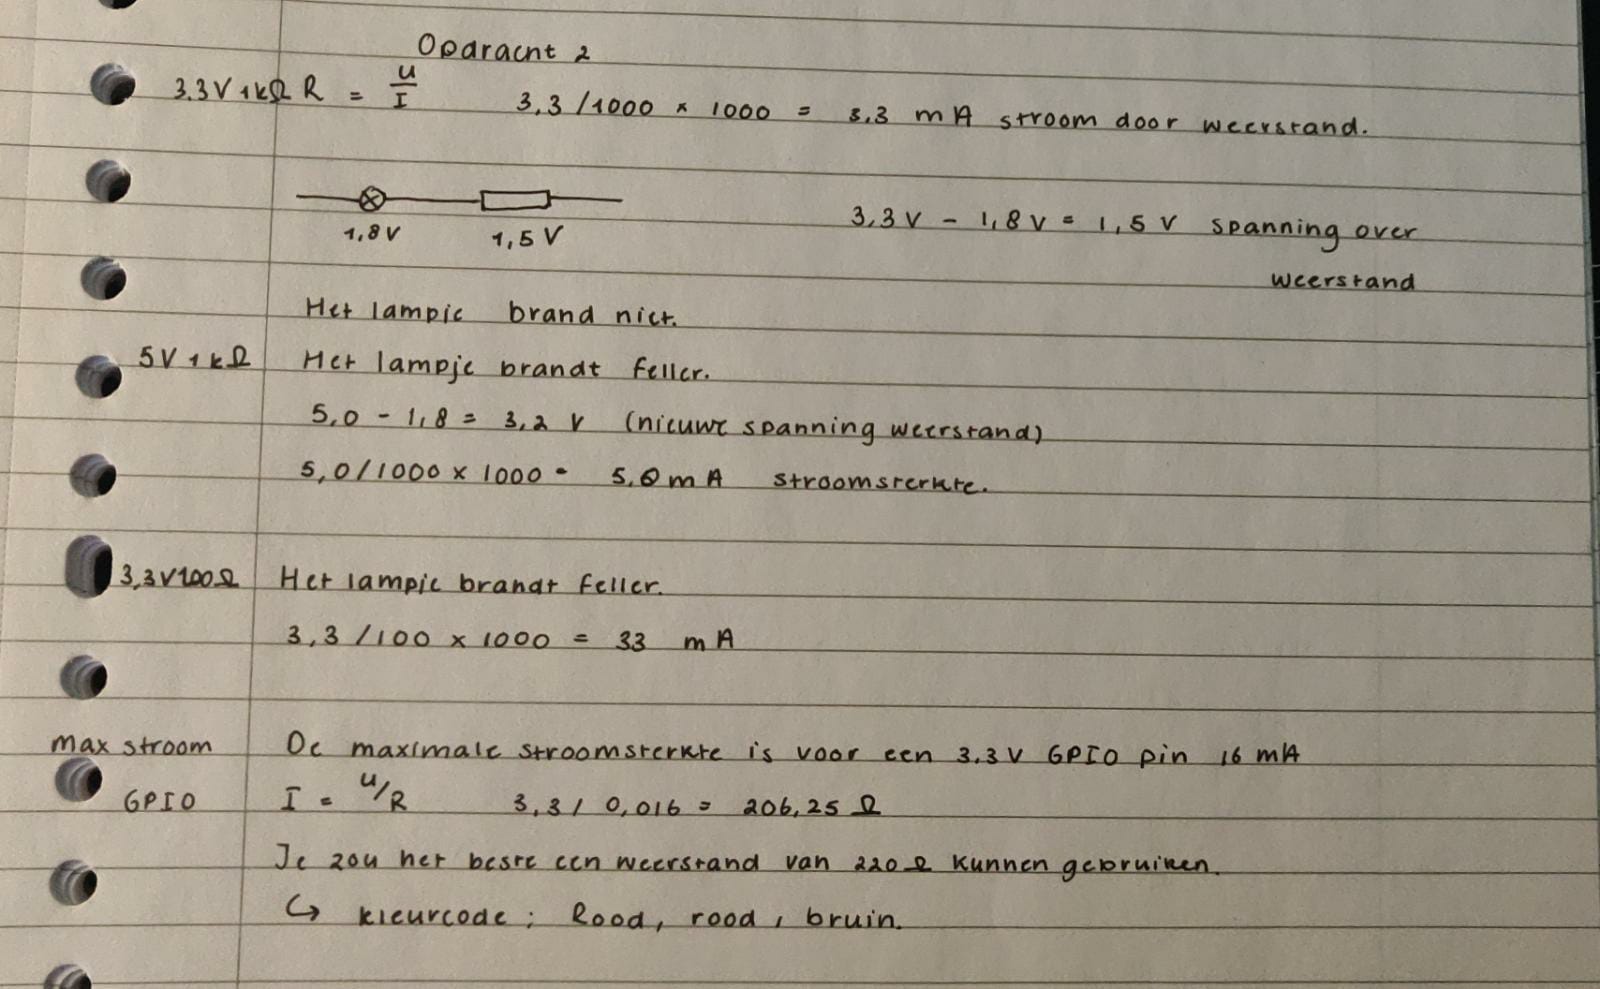 Opdracht 2
3.3V 1kΩ R = U/I 3,3/1000 x 1000 = 3.3 mA stroom door weerstand.
3,3V - 1,8V = 1,5 V spanning over
1,8V 1,5 V
weerstand
Het lampje brand niet.
5V 1kΩ Het lampje brandt feller.
5,0 - 1,8 = 3,2 V (nieuwe spanning weerstand)
5,0/1000 x 1000 = 5,0 mA stroomsterkte.
3,3V 100Ω Het lampje brandt feller.
3,3/100 x 1000 = 33 mA
max stroom De maximale stroomsterkte is voor een 3.3V GPIO pin 16 mA
GPIO I = U/R 3,3/0,016 = 206,25 Ω
Je zou het beste een weerstand van 220Ω kunnen gebruiken.
↳ kleurcode: Rood, rood, bruin.